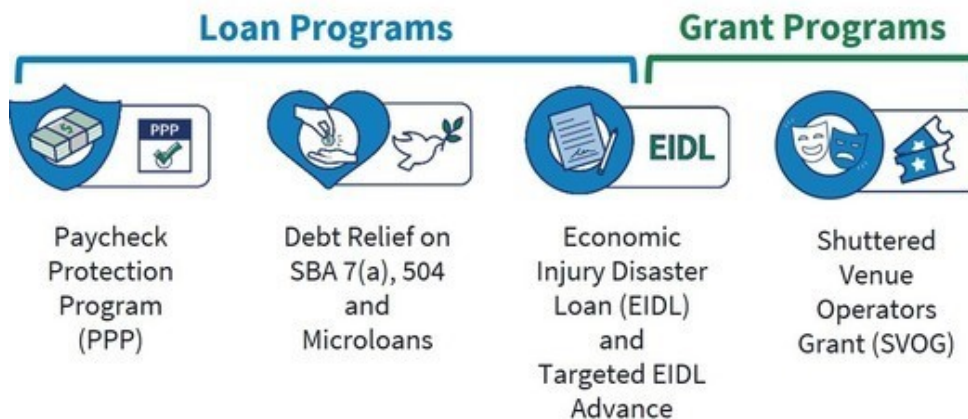 Loan Programs
Grant Programs
PPP
EIDL
Paycheck
Protection
Program
(PPP)
Debt Relief on
SBA 7(a), 504
and
Microloans
Economic
Injury Disaster
Loan (EIDL)
and
Targeted EIDL
Advance
Shuttered
Venue
Operators
Grant (SVOG)